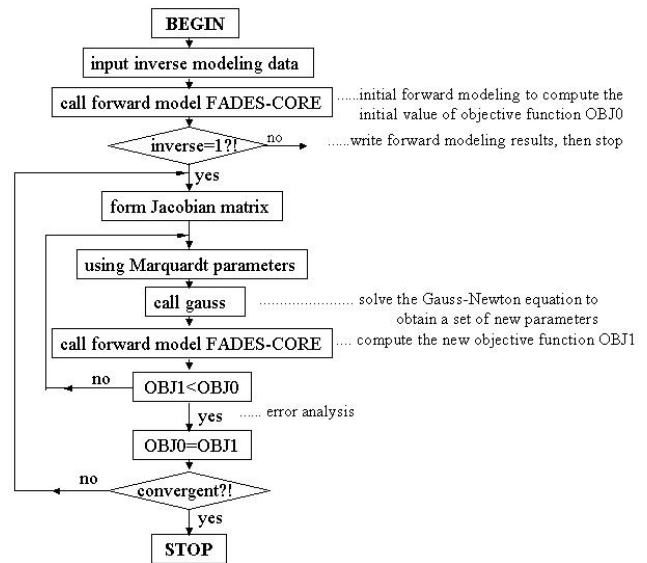 BEGIN
input inverse modeling data
call forward model FADES-CORE
......initial forward modeling to compute the
initial value of objective function OBJ0
inverse=1?!
no
......write forward modeling results, then stop
yes
form Jacobian matrix
using Marquardt parameters
call gauss
........................ solve the Gauss-Newton equation to
obtain a set of new parameters
call forward model FADES-CORE
.... compute the new objective function OBJ1
no
OBJ1<OBJ0
yes
...... error analysis
OBJ0=OBJ1
no
convergent?!
yes
STOP